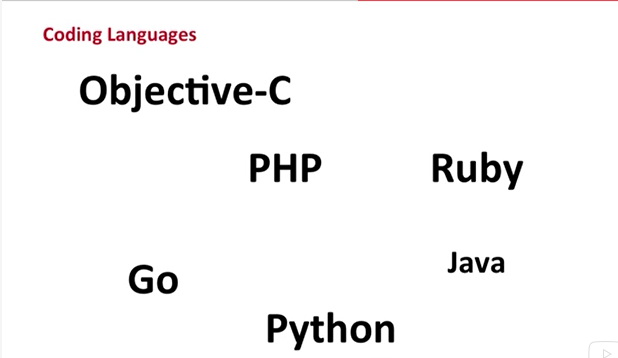 Coding Languages
Objective-C
PHP Ruby
Java
Go
Python